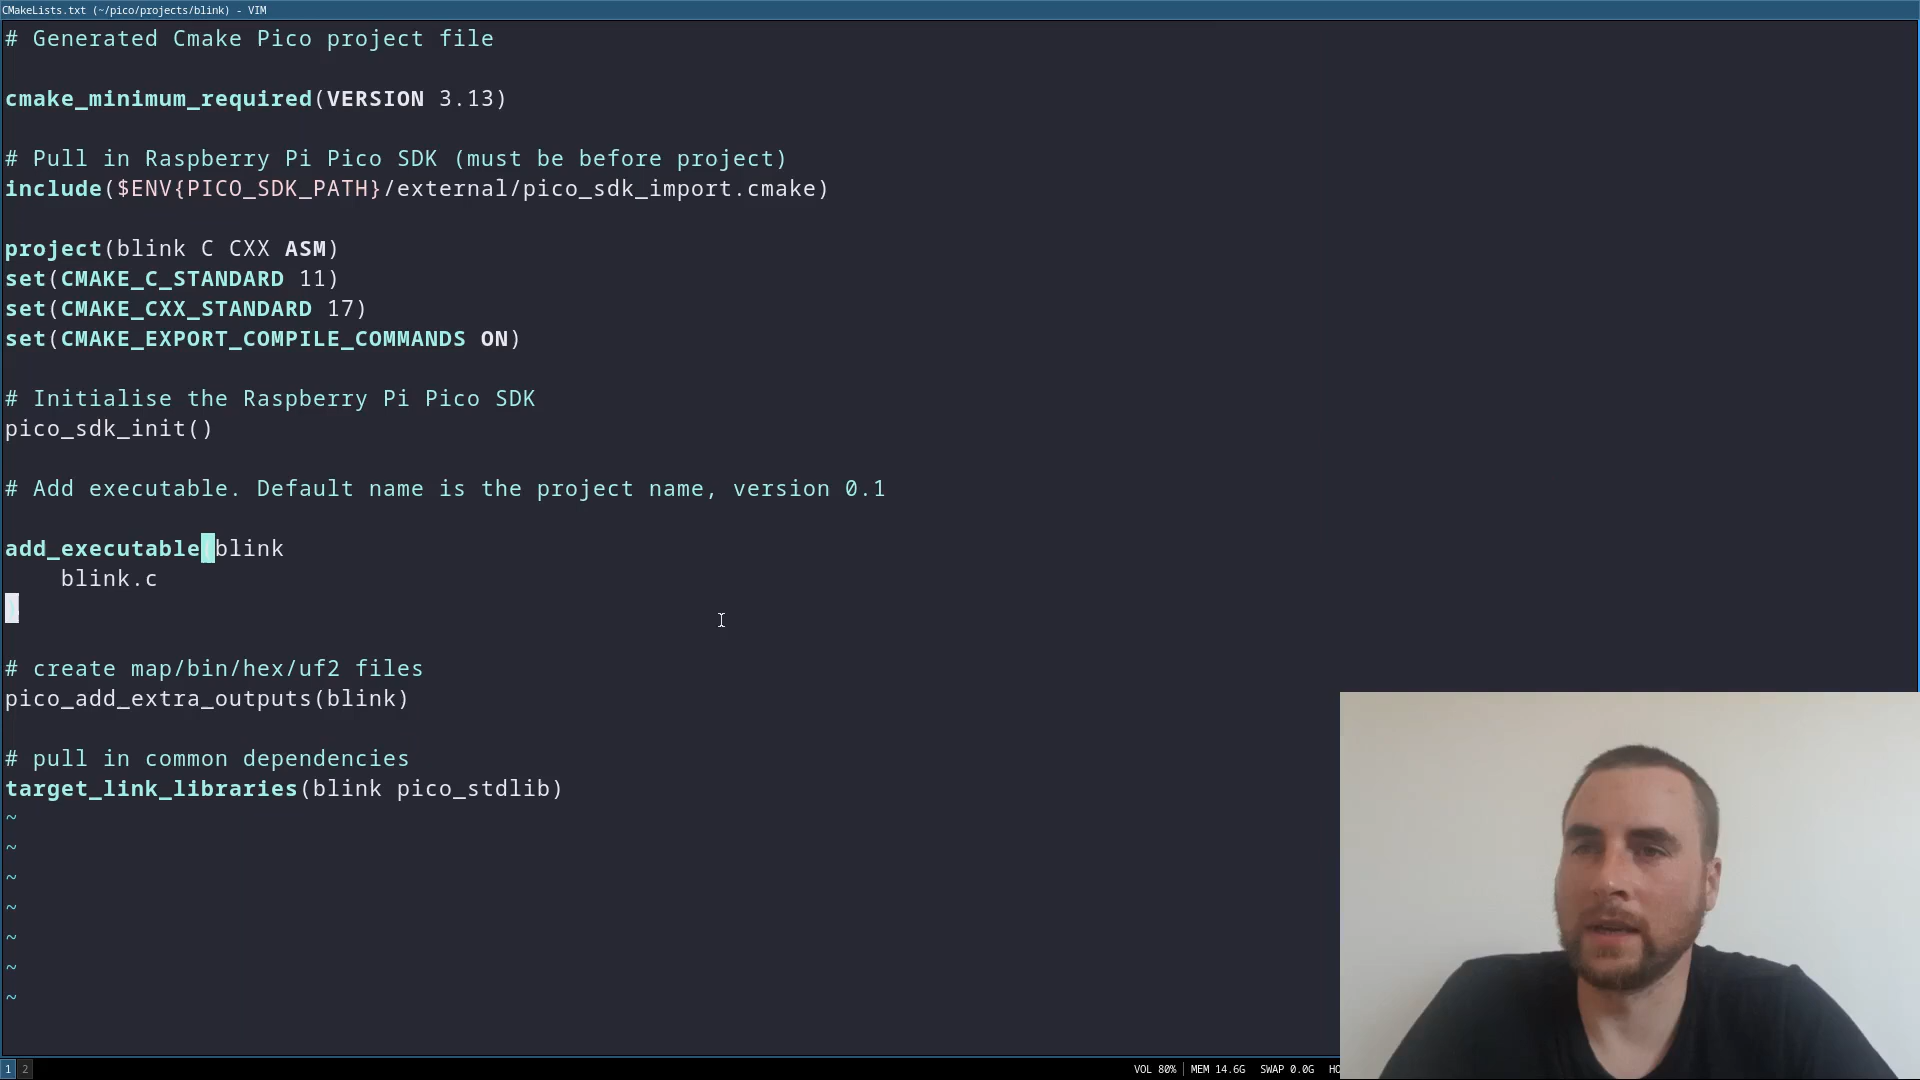 CMakeLists.txt (~/pico/projects/blink) - VIM
# Generated Cmake Pico project file
cmake_minimum_required(VERSION 3.13)
# Pull in Raspberry Pi Pico SDK (must be before project)
include($ENV{PICO_SDK_PATH}/external/pico_sdk_import.cmake)
project(blink C CXX ASM)
set(CMAKE_C_STANDARD 11)
set(CMAKE_CXX_STANDARD 17)
set(CMAKE_EXPORT_COMPILE_COMMANDS ON)
# Initialise the Raspberry Pi Pico SDK
pico_sdk_init()
# Add executable. Default name is the project name, version 0.1
add_executable(blink
    blink.c
)
# create map/bin/hex/uf2 files
pico_add_extra_outputs(blink)
# pull in common dependencies
target_link_libraries(blink pico_stdlib)
~
~
~
~
~
~
~
1 2 VOL 80% | MEM 14.6G SWAP 0.0G